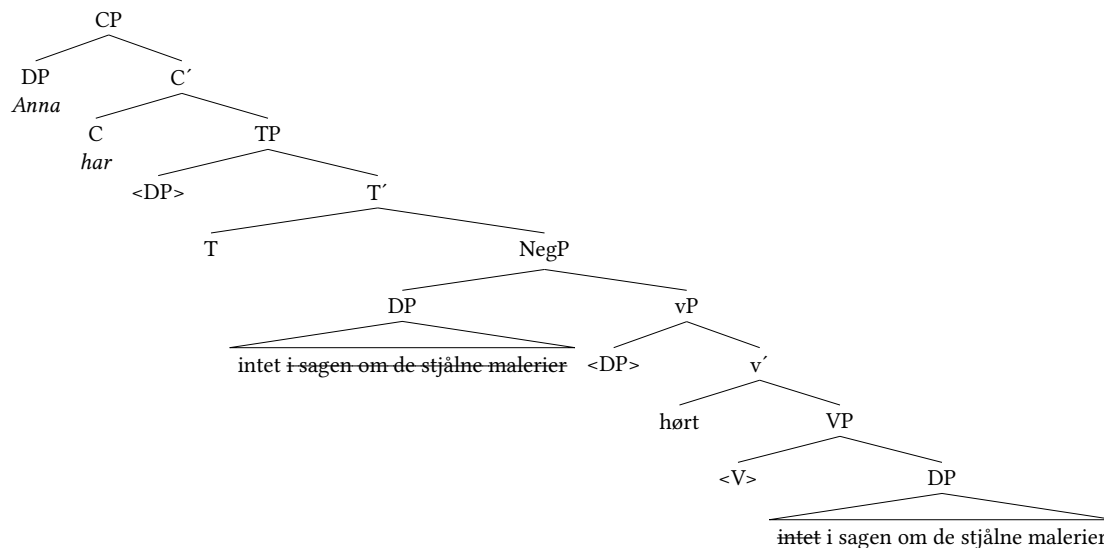 CP
DP C´
Anna
C TP
har
<DP> T´
T NegP
DP vP
intet i sagen om de stjålne malerier <DP> v´
hørt VP
<V> DP
intet i sagen om de stjålne malerier